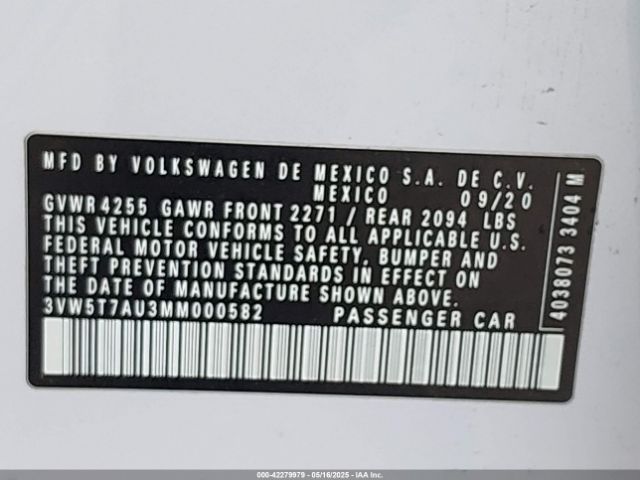 MFD BY VOLKSWAGEN DE MEXICO S.A. DE C.V.
MEXICO 09/20
GVWR 4255 GAWR FRONT 2271 / REAR 2094 LBS
THIS VEHICLE CONFORMS TO ALL APPLICABLE U.S.
FEDERAL MOTOR VEHICLE SAFETY, BUMPER AND
THEFT PREVENTION STANDARDS IN EFFECT ON
THE DATE OF MANUFACTURE SHOWN ABOVE.
3VW5T7AU3MM000582 PASSENGER CAR
4038073 3404 M
000-42279979 - 05/16/2025 - IAAI, Inc.